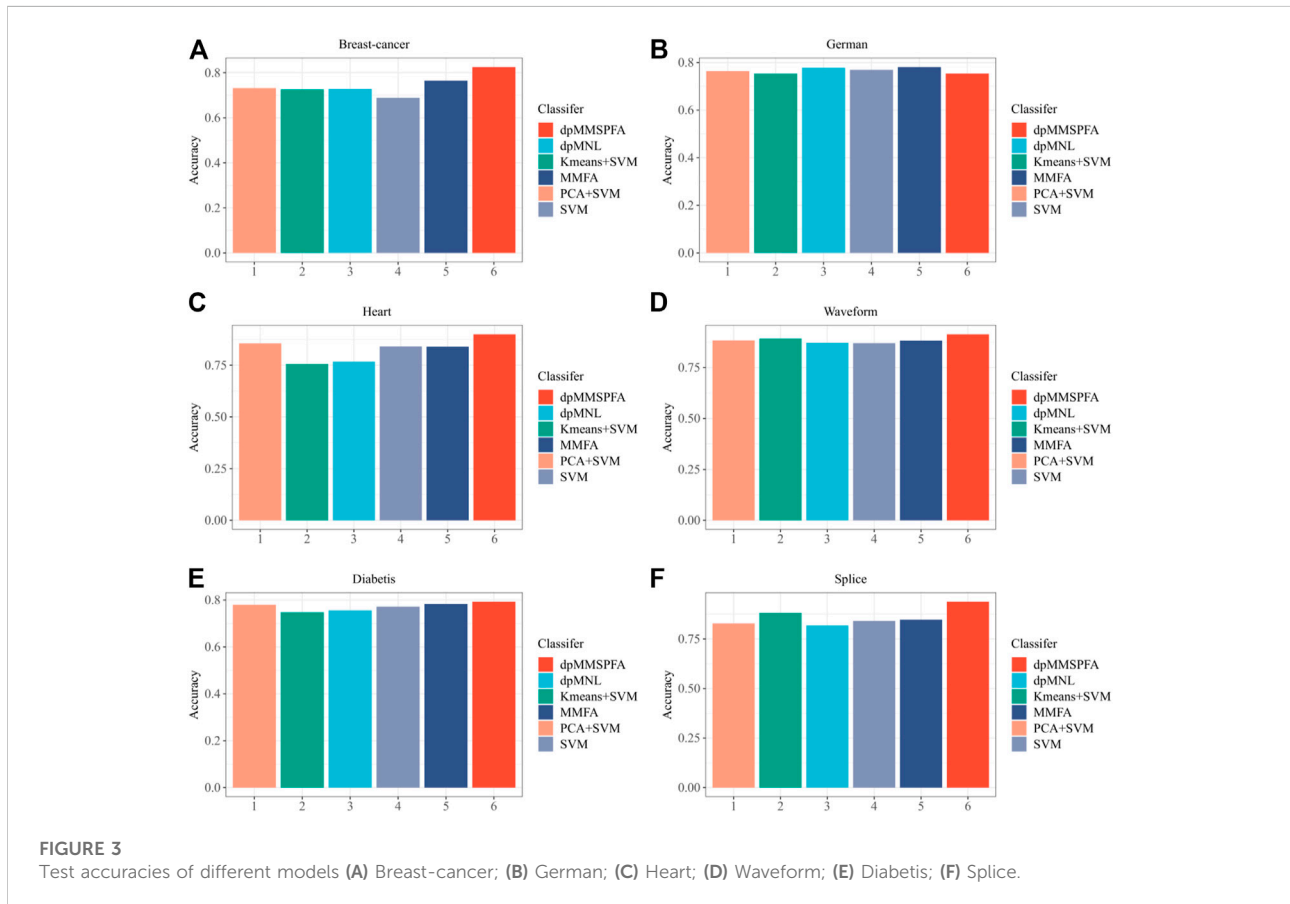 A
Breast-cancer
Accuracy
0.8
0.6
0.4
0.2
0.0
1 2 3 4 5 6
Classifer
dpMMSPFA
dpMNL
Kmeans+SVM
MMFA
PCA+SVM
SVM
B
German
Accuracy
0.8
0.6
0.4
0.2
0.0
1 2 3 4 5 6
Classifer
dpMMSPFA
dpMNL
Kmeans+SVM
MMFA
PCA+SVM
SVM
C
Heart
Accuracy
0.75
0.50
0.25
0.00
1 2 3 4 5 6
Classifer
dpMMSPFA
dpMNL
Kmeans+SVM
MMFA
PCA+SVM
SVM
D
Waveform
Accuracy
0.75
0.50
0.25
0.00
1 2 3 4 5 6
Classifer
dpMMSPFA
dpMNL
Kmeans+SVM
MMFA
PCA+SVM
SVM
E
Diabetis
Accuracy
0.8
0.6
0.4
0.2
0.0
1 2 3 4 5 6
Classifer
dpMMSPFA
dpMNL
Kmeans+SVM
MMFA
PCA+SVM
SVM
F
Splice
Accuracy
0.75
0.50
0.25
0.00
1 2 3 4 5 6
Classifer
dpMMSPFA
dpMNL
Kmeans+SVM
MMFA
PCA+SVM
SVM
FIGURE 3
Test accuracies of different models (A) Breast-cancer; (B) German; (C) Heart; (D) Waveform; (E) Diabetis; (F) Splice.